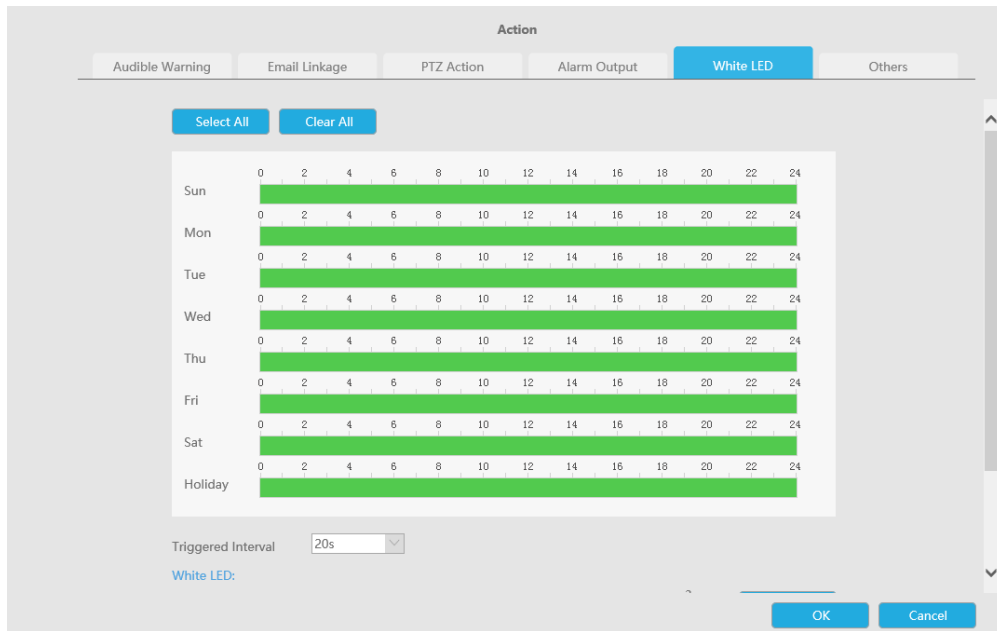 Action
Audible Warning Email Linkage PTZ Action Alarm Output White LED Others
Select All Clear All
0 2 4 6 8 10 12 14 16 18 20 22 24
Sun
0 2 4 6 8 10 12 14 16 18 20 22 24
Mon
0 2 4 6 8 10 12 14 16 18 20 22 24
Tue
0 2 4 6 8 10 12 14 16 18 20 22 24
Wed
0 2 4 6 8 10 12 14 16 18 20 22 24
Thu
0 2 4 6 8 10 12 14 16 18 20 22 24
Fri
0 2 4 6 8 10 12 14 16 18 20 22 24
Sat
0 2 4 6 8 10 12 14 16 18 20 22 24
Holiday
Triggered Interval 20s
White LED:
OK Cancel